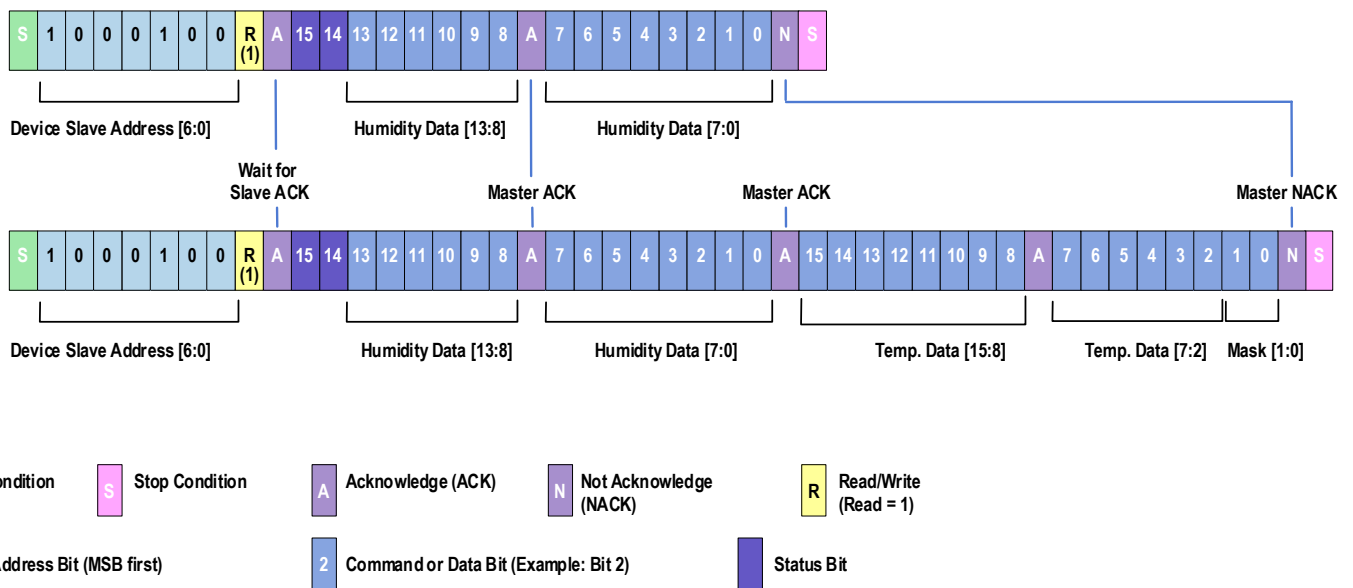 S 1 0 0 0 1 0 0 R (1) A 15 14 13 12 11 10 9 8 A 7 6 5 4 3 2 1 0 N S
Device Slave Address [6:0] Humidity Data [13:8] Humidity Data [7:0]
Wait for
Slave ACK Master ACK Master ACK Master NACK
S 1 0 0 0 1 0 0 R (1) A 15 14 13 12 11 10 9 8 A 7 6 5 4 3 2 1 0 A 15 14 13 12 11 10 9 8 A 7 6 5 4 3 2 1 0 N S
Device Slave Address [6:0] Humidity Data [13:8] Humidity Data [7:0] Temp. Data [15:8] Temp. Data [7:2] Mask [1:0]
ondition S Stop Condition A Acknowledge (ACK) N Not Acknowledge
(NACK) R Read/Write
(Read = 1)
ddress Bit (MSB first) 2 Command or Data Bit (Example: Bit 2) Status Bit